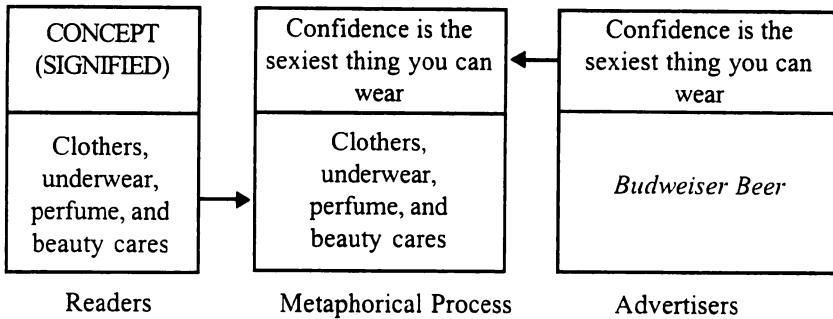 CONCEPT
(SIGNIFIED)
Clothers,
underwear,
perfume, and
beauty cares
Readers
Confidence is the
sexiest thing you can
wear
Clothers,
underwear,
perfume, and
beauty cares
Metaphorical Process
Confidence is the
sexiest thing you can
wear
Budweiser Beer
Advertisers